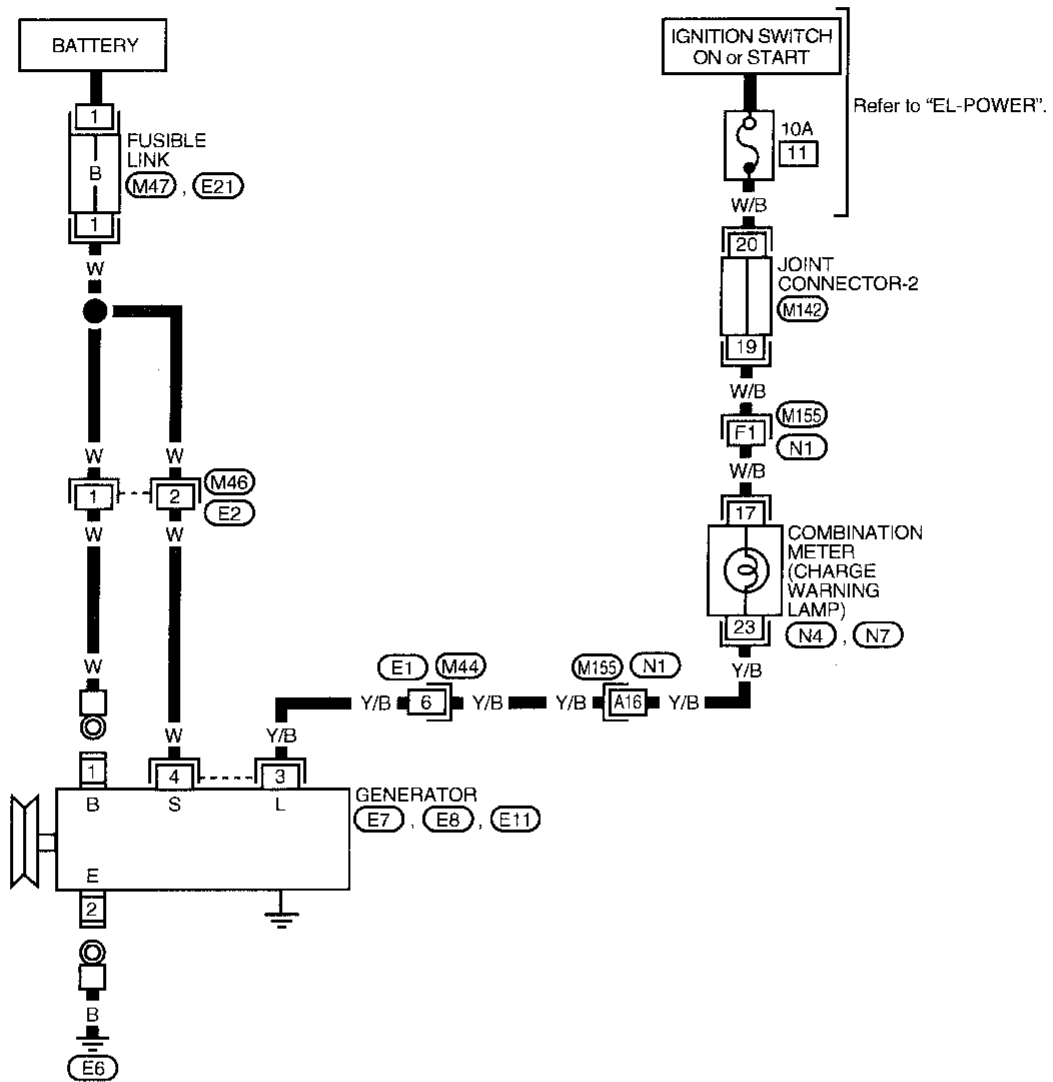 BATTERY
1
FUSIBLE
LINK
B
M47 , E21
1
W
W
W
1
2
M46
E2
W
W
W
W
1
4
3
B
S
L
GENERATOR
E7 , E8 , E11
E
2
B
E6
IGNITION SWITCH
ON or START
Refer to “EL-POWER”.
10A
11
W/B
20
JOINT
CONNECTOR-2
M142
19
W/B
F1
M155
N1
W/B
17
COMBINATION
METER
(CHARGE
WARNING
LAMP)
23
N4 , N7
Y/B
E1
M44
M155
N1
Y/B
6
Y/B
Y/B
A16
Y/B
Y/B